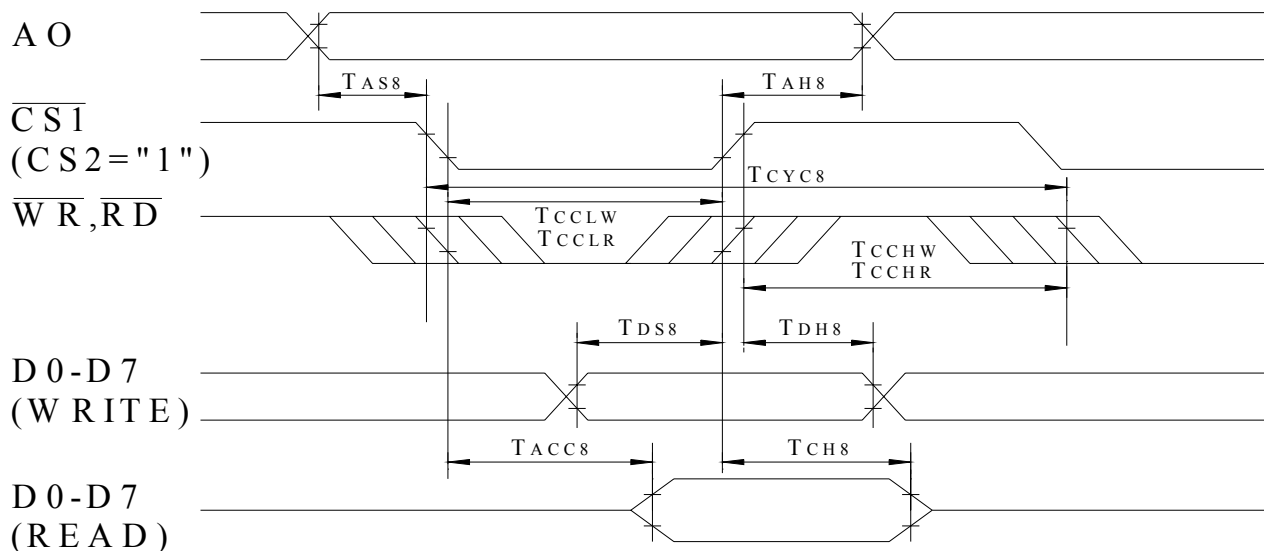 AO
TAS8
TAH8
CS1
(CS2="1")
TCYC8
WR,RD
TCCLW
TCCLR
TCCHW
TCCHR
TDS8
TDH8
D0-D7
(WRITE)
TACC8
TCH8
D0-D7
(READ)